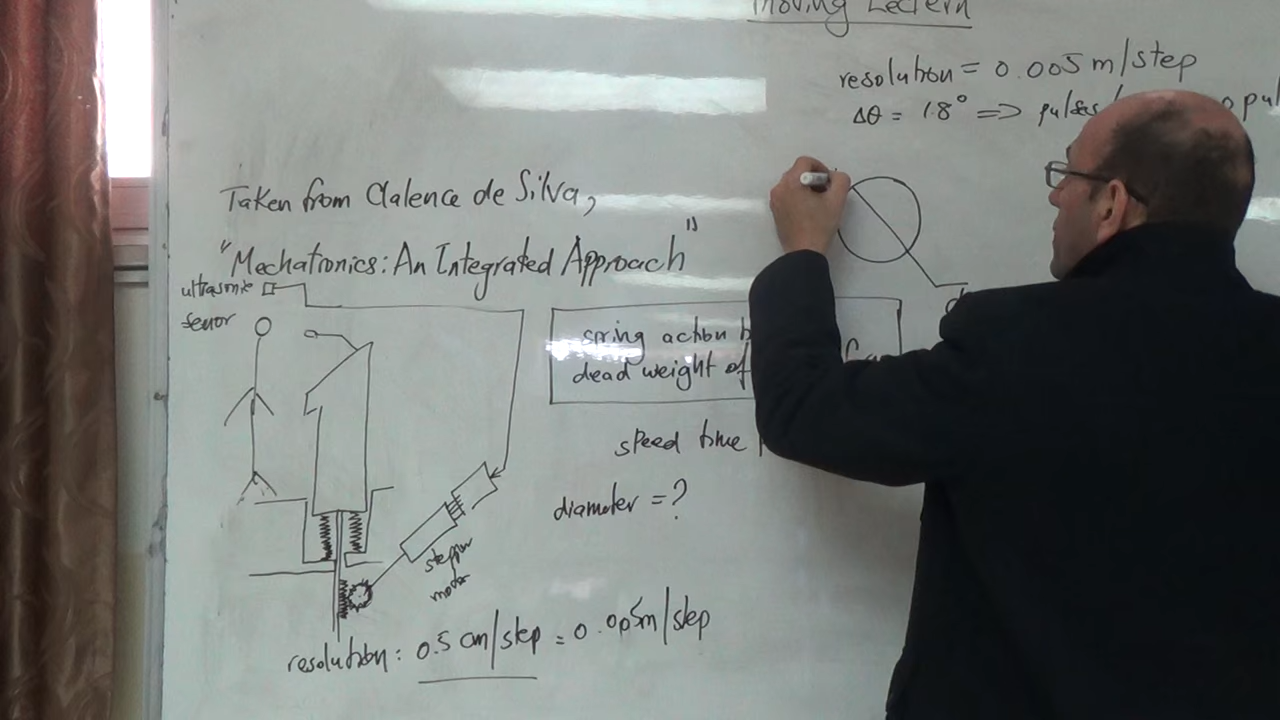 Moving Lectern
resolution = 0.005 m/step
Δθ = 1.8° => pulses/
Taken from Clalence de Silva,
"Mechatronics: An Integrated Approach"
ultrasonic
sensor
spring action
dead weight of
speed time
diameter = ?
stepper
motor
resolution: 0.5 cm/step = 0.005m/step